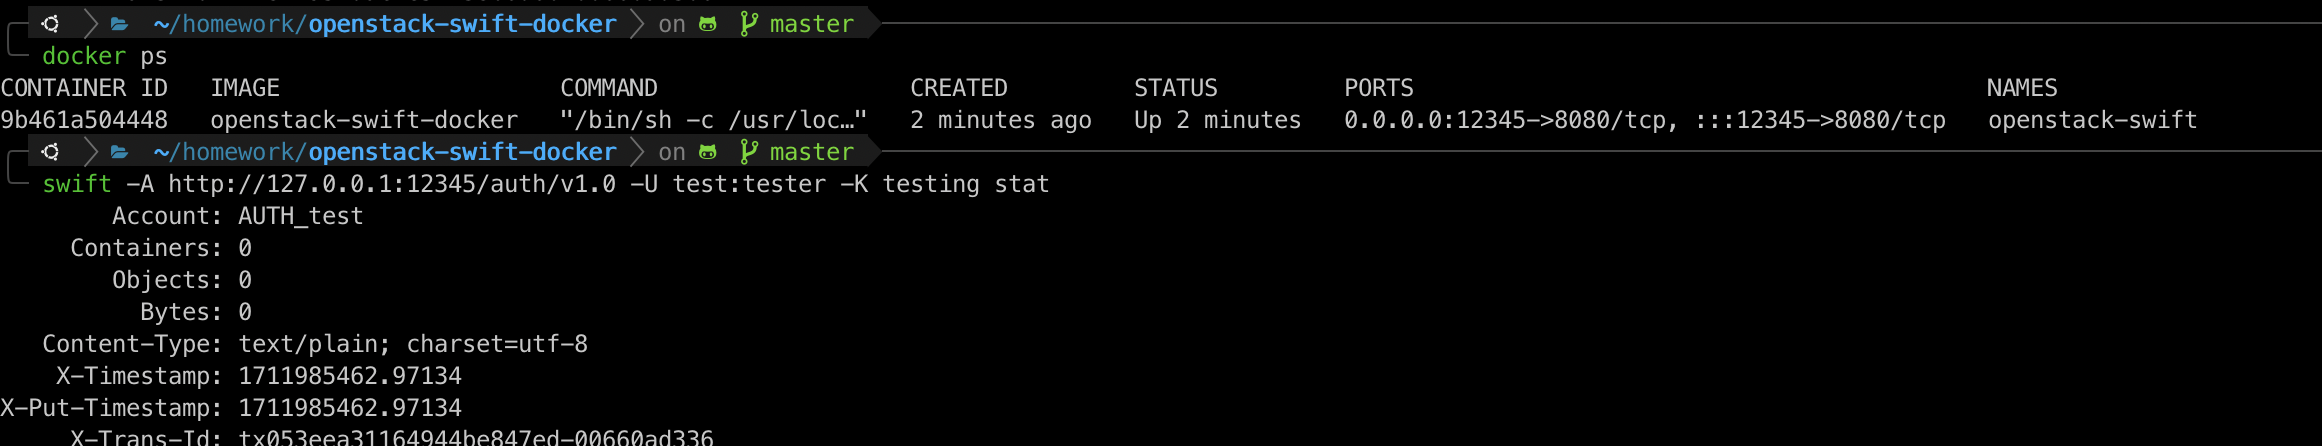 ~/homework/openstack-swift-docker on master
docker ps
CONTAINER ID IMAGE COMMAND CREATED STATUS PORTS NAMES
9b461a504448 openstack-swift-docker "/bin/sh -c /usr/loc…" 2 minutes ago Up 2 minutes 0.0.0.0:12345->8080/tcp, :::12345->8080/tcp openstack-swift
~/homework/openstack-swift-docker on master
swift -A http://127.0.0.1:12345/auth/v1.0 -U test:tester -K testing stat
Account: AUTH_test
Containers: 0
Objects: 0
Bytes: 0
Content-Type: text/plain; charset=utf-8
X-Timestamp: 1711985462.97134
X-Put-Timestamp: 1711985462.97134
X-Trans-Id: tx053eea31164944be847ed-00660ad336